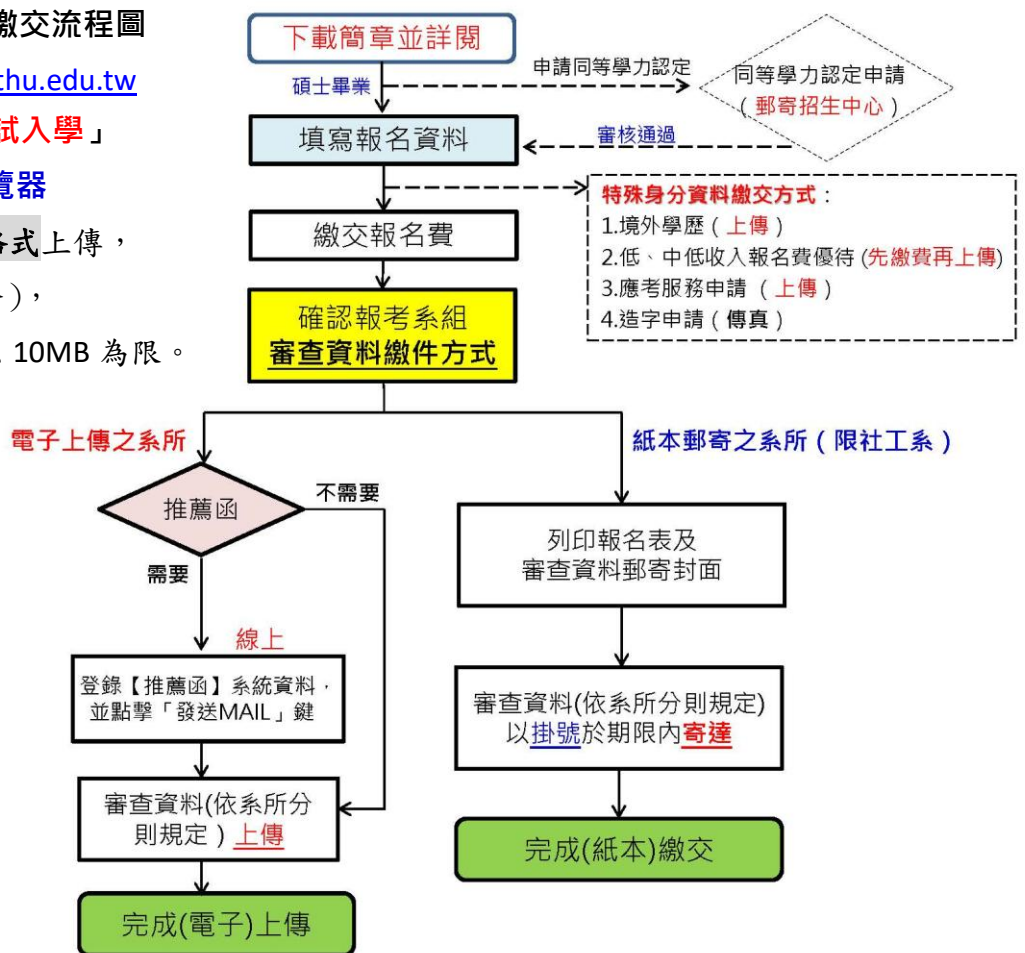 繳交流程圖
thu.edu.tw
試入學」
覽器
格式上傳，
，
10MB 為限。
下載簡章並詳閱
碩士畢業
申請同等學力認定
同等學力認定申請
（郵寄招生中心）
審核通過
填寫報名資料
特殊身分資料繳交方式：
1.境外學歷（上傳）
2.低、中低收入報名費優待 (先繳費再上傳)
3.應考服務申請 （上傳）
4.造字申請（傳真）
繳交報名費
確認報考系組
審查資料繳件方式
電子上傳之系所
紙本郵寄之系所（限社工系）
推薦函
不需要
需要
線上
登錄【推薦函】系統資料，
並點擊「發送MAIL」鍵
審查資料(依系所分
則規定）上傳
完成(電子)上傳
列印報名表及
審查資料郵寄封面
審查資料(依系所分則規定)
以掛號於期限內寄達
完成(紙本)繳交